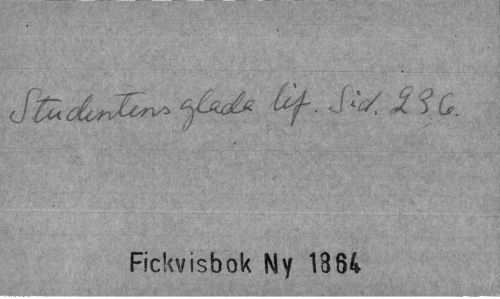 Studentens glada lif. Sid. 236.
Fickvisbok Ny 1864